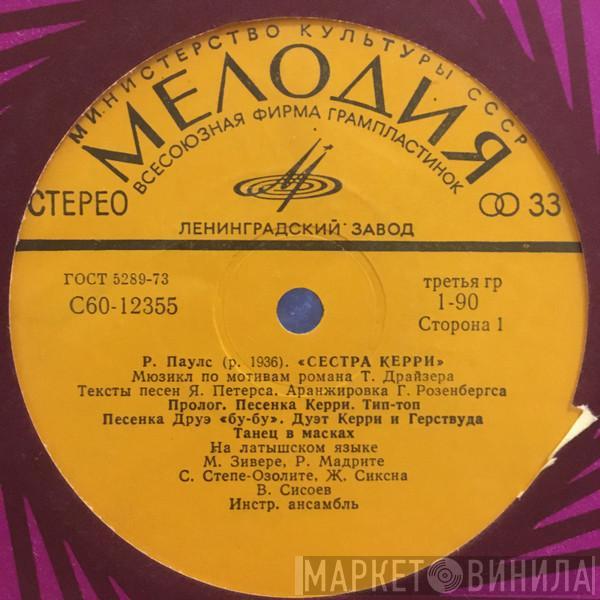 МИНИСТЕРСТВО КУЛЬТУРЫ СССР
МЕЛОДИЯ
ВСЕСОЮЗНАЯ ФИРМА ГРАМПЛАСТИНОК
СТЕРЕО
33
ЛЕНИНГРАДСКИЙ ЗАВОД
ГОСТ 5289-73
С60-12355
третья гр
1-90
Сторона 1
Р. Паулс (р. 1936). «СЕСТРА КЕРРИ»
Мюзикл по мотивам романа Т. Драйзера
Тексты песен Я. Петерса. Аранжировка Г. Розенбергса
Пролог. Песенка Керри. Тип-топ
Песенка Друэ «бу-бу». Дуэт Керри и Герствуда
Танец в масках
На латышском языке
М. Зивере, Р. Мадрите
С. Степе-Озолите, Ж. Сиксна
В. Сисоев
Инстр. ансамбль
МАРКЕТ ВИНИЛА